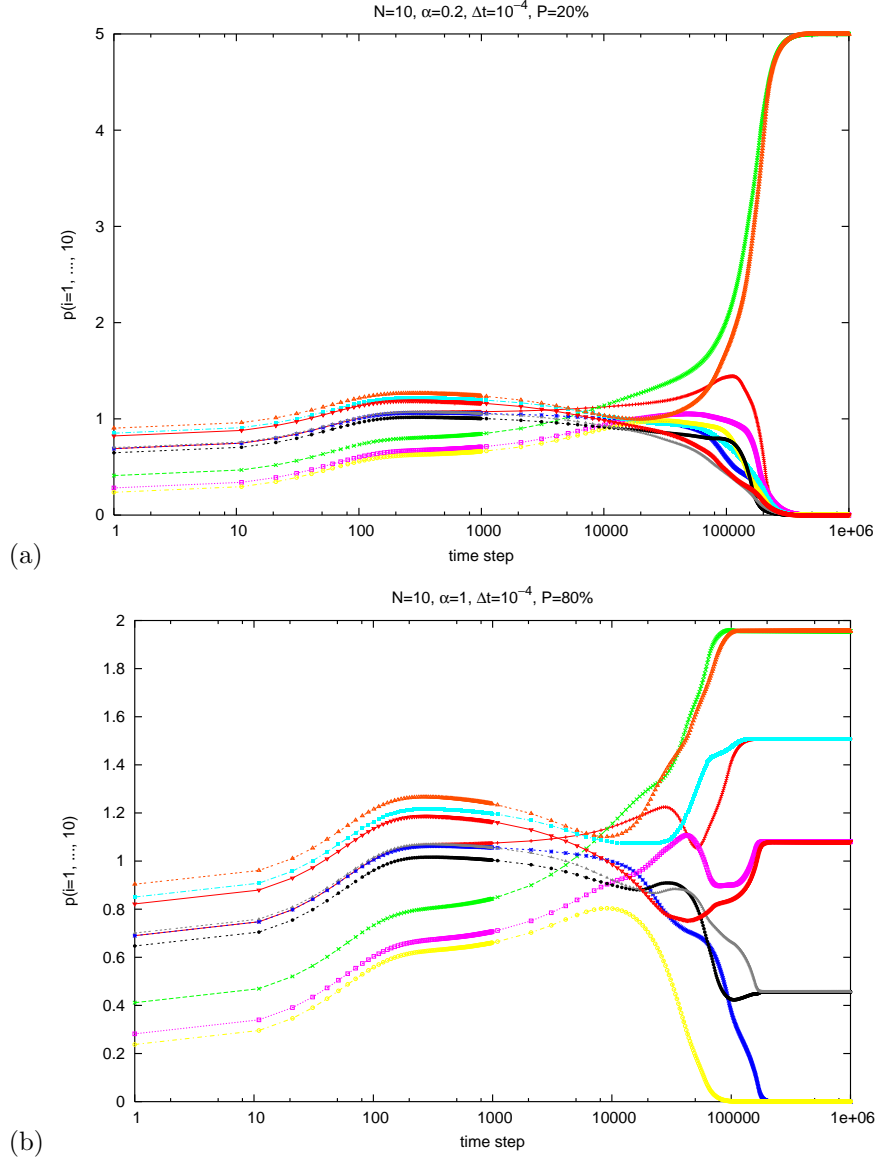 N=10, α=0.2, Δt=10⁻⁴, P=20%
5
4
3
2
1
0
p(i=1, ..., 10)
1 10 100 1000 10000 100000 1e+06
time step
(a)
N=10, α=1, Δt=10⁻⁴, P=80%
2
1.8
1.6
1.4
1.2
1
0.8
0.6
0.4
0.2
0
p(i=1, ..., 10)
1 10 100 1000 10000 100000 1e+06
time step
(b)